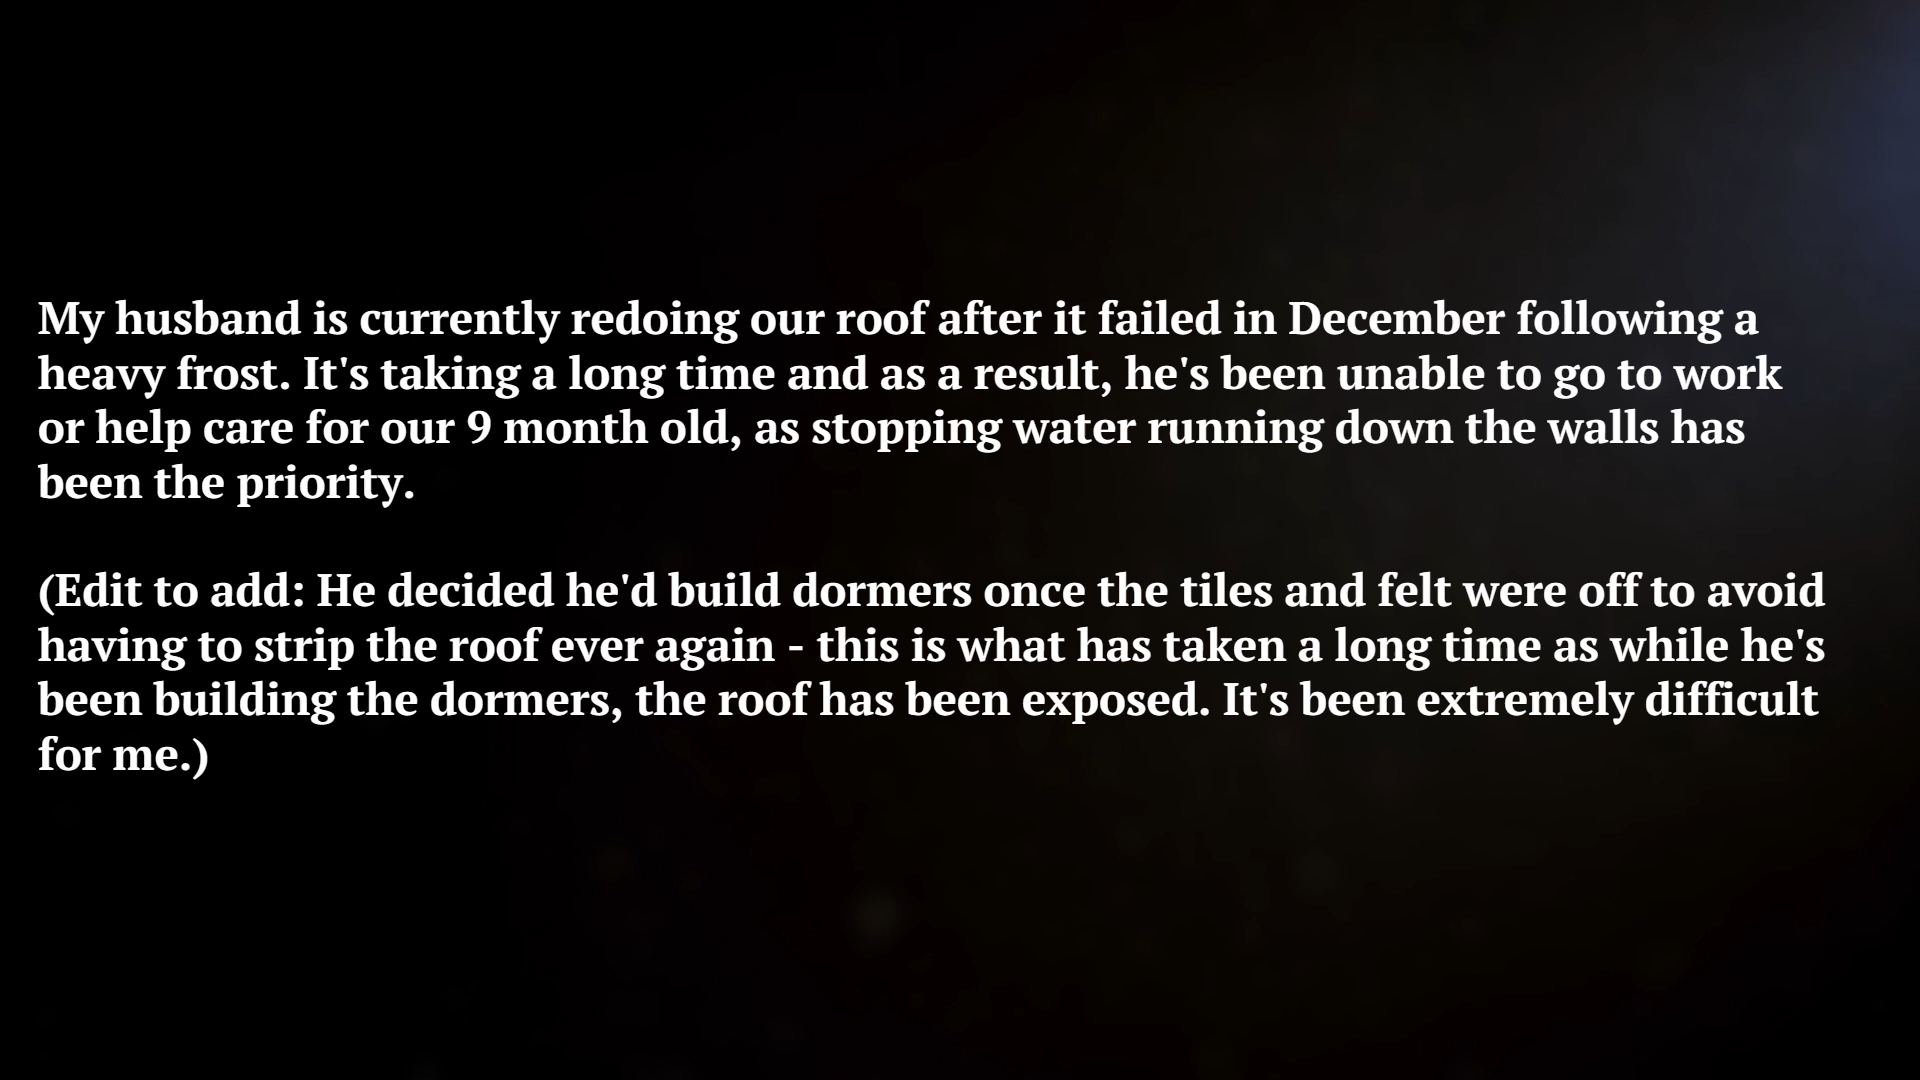 My husband is currently redoing our roof after it failed in December following a
heavy frost. It's taking a long time and as a result, he's been unable to go to work
or help care for our 9 month old, as stopping water running down the walls has
been the priority.
(Edit to add: He decided he'd build dormers once the tiles and felt were off to avoid
having to strip the roof ever again - this is what has taken a long time as while he's
been building the dormers, the roof has been exposed. It's been extremely difficult
for me.)